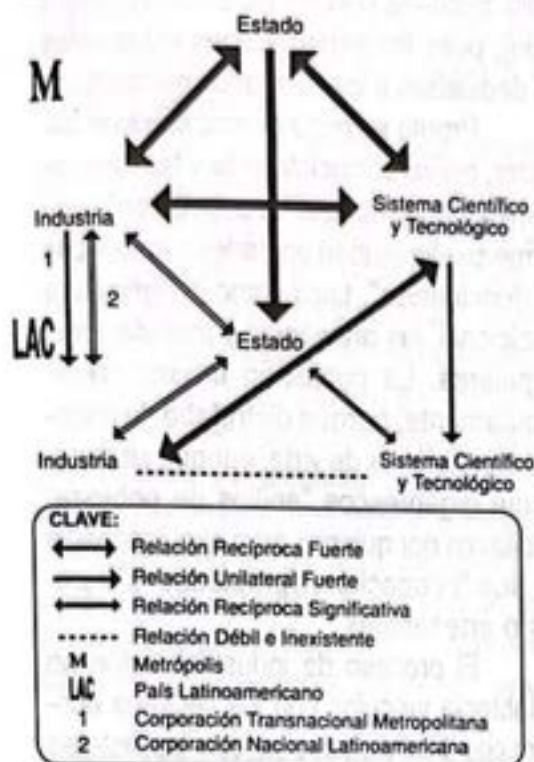 Estado
M
Industria
Sistema Científico
y Tecnológico
1
2
LAC
Estado
Industria
Sistema Científico
y Tecnológico
CLAVE:
Relación Recíproca Fuerte
Relación Unilateral Fuerte
Relación Recíproca Significativa
Relación Débil e Inexistente
M Metrópolis
LAC País Latinoamericano
1 Corporación Transnacional Metropolitana
2 Corporación Nacional Latinoamericana